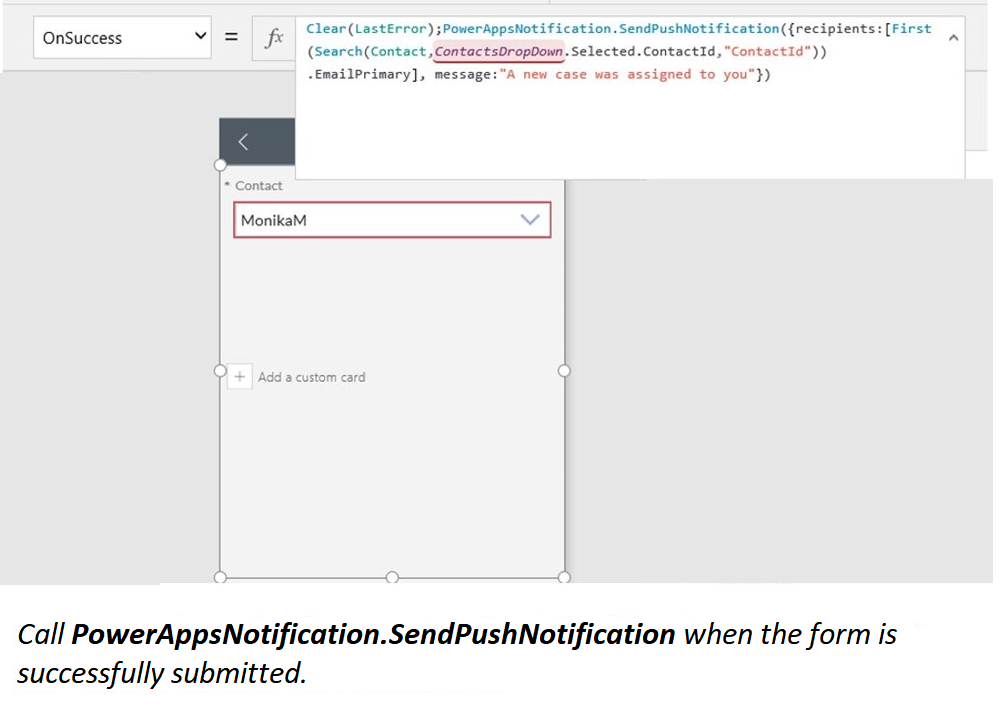 OnSuccess = fx Clear(LastError);PowerAppsNotification.SendPushNotification({recipients:[First
(Search(Contact,ContactsDropDown.Selected.ContactId,"ContactId"))
.EmailPrimary], message:"A new case was assigned to you"})
* Contact
MonikaM
+ Add a custom card
Call PowerAppsNotification.SendPushNotification when the form is
successfully submitted.